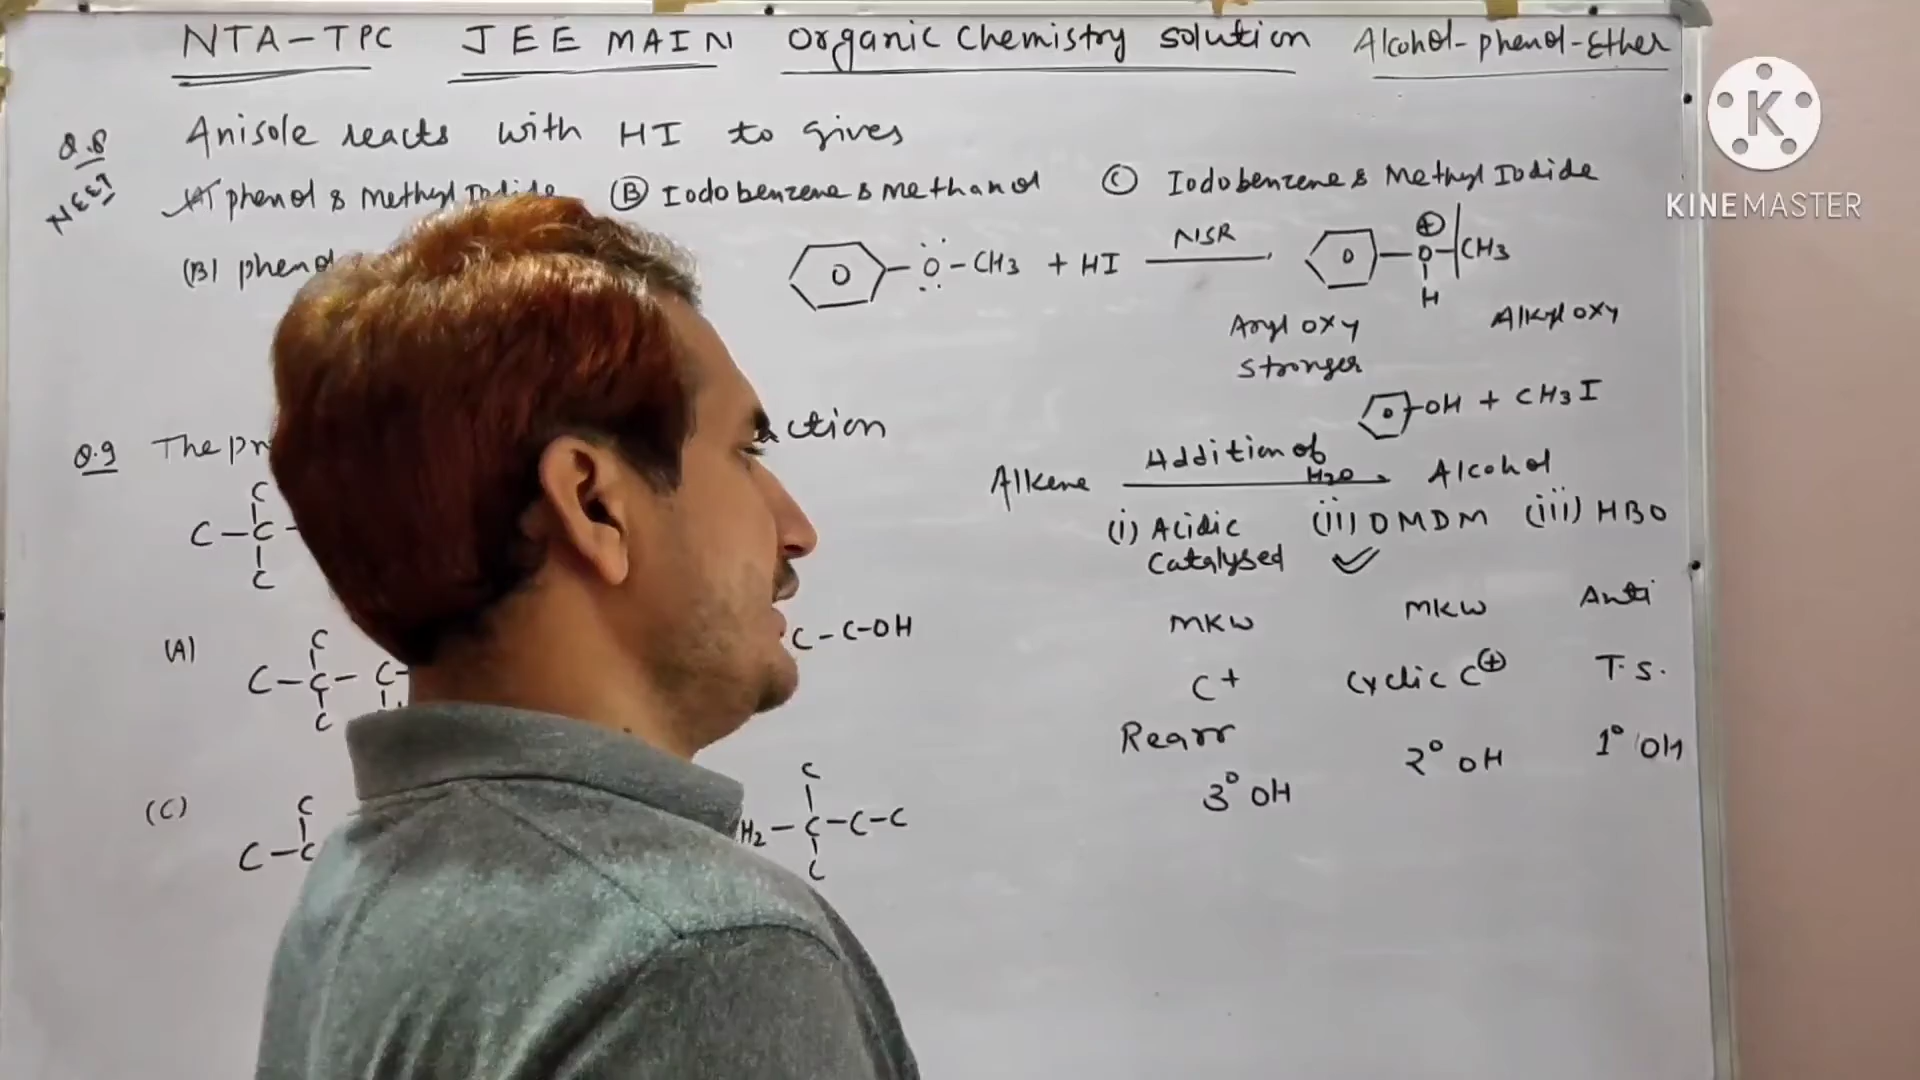 NTA-TPC JEE MAIN Organic Chemistry solution Alcohol-phenol-Ether
K
KINEMASTER
Q.8 Anisole reacts with HI to gives
NEET
(A) phenol & Methyl Iodide (B) Iodobenzene & Methanol (C) Iodobenzene & Methyl Iodide
(B) phenol
O -O-CH3 + HI NSR O -O-CH3
⊕
H
Aryl oxy Alkyl oxy
stronger
O -OH + CH3I
Q.9 The pr action
Alkene Addition of H2O Alcohol
(i) Acidic Catalysed (ii) OMDM (iii) HBO
C
C-C-
C
MKW MKW Anti
(A) C
C-C-C-
C
C-C-OH
C+ Cyclic C⊕ T.S.
Rearr 2° OH 1° OH
3° OH
(C) C
C-C
C
H2-C-C-C
C